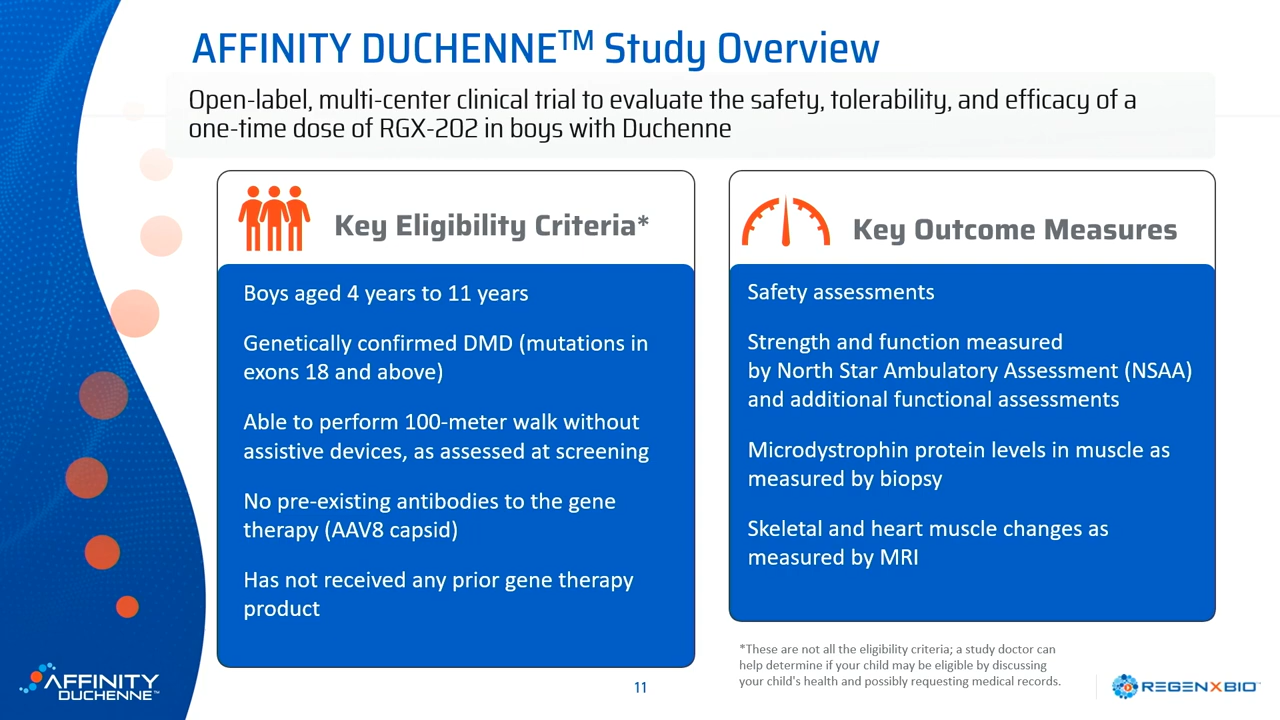 AFFINITY DUCHENNE™ Study Overview
Open-label, multi-center clinical trial to evaluate the safety, tolerability, and efficacy of a
one-time dose of RGX-202 in boys with Duchenne
Key Eligibility Criteria*
Boys aged 4 years to 11 years
Genetically confirmed DMD (mutations in
exons 18 and above)
Able to perform 100-meter walk without
assistive devices, as assessed at screening
No pre-existing antibodies to the gene
therapy (AAV8 capsid)
Has not received any prior gene therapy
product
Key Outcome Measures
Safety assessments
Strength and function measured
by North Star Ambulatory Assessment (NSAA)
and additional functional assessments
Microdystrophin protein levels in muscle as
measured by biopsy
Skeletal and heart muscle changes as
measured by MRI
*These are not all the eligibility criteria; a study doctor can
help determine if your child may be eligible by discussing
your child's health and possibly requesting medical records.
AFFINITY
DUCHENNE™
11
REGENXBIO™